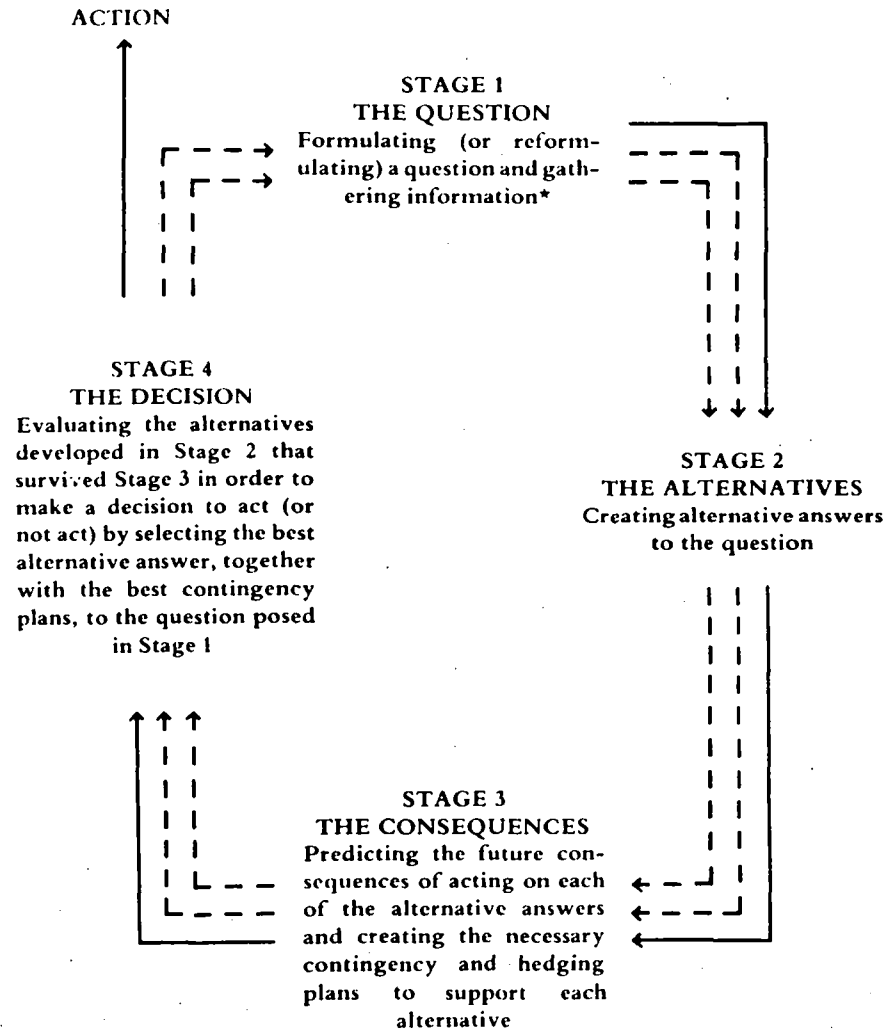 ACTION
STAGE 1
THE QUESTION
Formulating (or reform-
ulating) a question and gath-
ering information*
STAGE 2
THE ALTERNATIVES
Creating alternative answers
to the question
STAGE 3
THE CONSEQUENCES
Predicting the future con-
sequences of acting on each
of the alternative answers
and creating the necessary
contingency and hedging
plans to support each
alternative
STAGE 4
THE DECISION
Evaluating the alternatives
developed in Stage 2 that
survived Stage 3 in order to
make a decision to act (or
not act) by selecting the best
alternative answer, together
with the best contingency
plans, to the question posed
in Stage 1